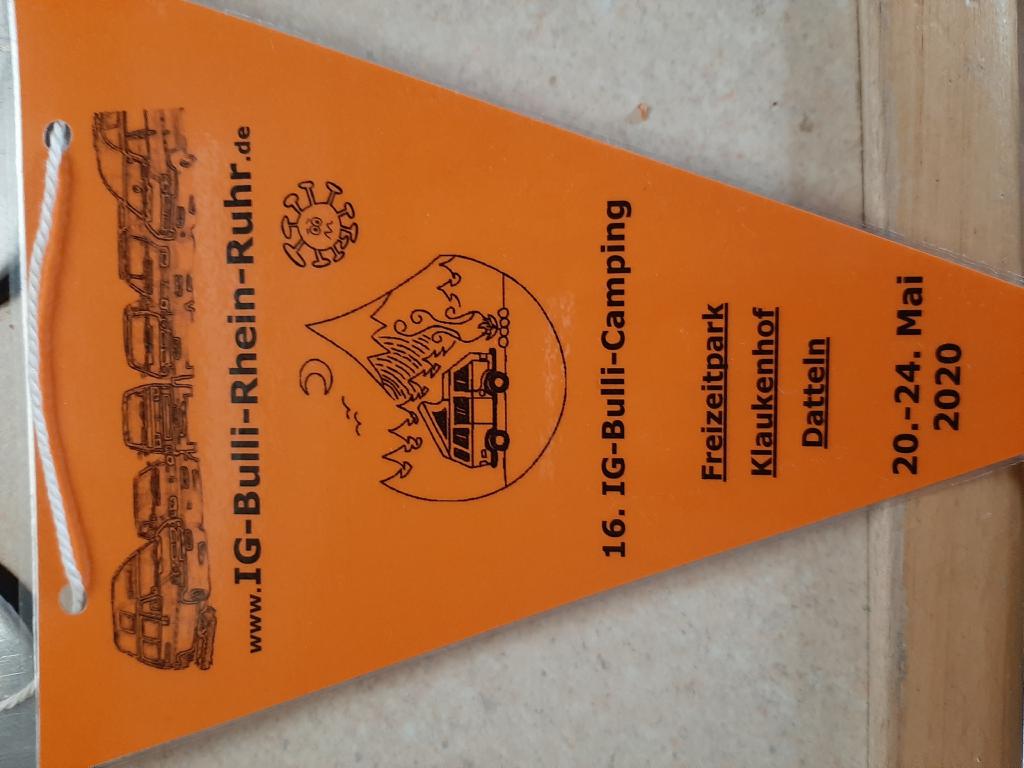 www.IG-Bulli-Rhein-Ruhr.de
16. IG-Bulli-Camping
Freizeitpark
Klaukenhof
Datteln
20.-24. Mai
2020